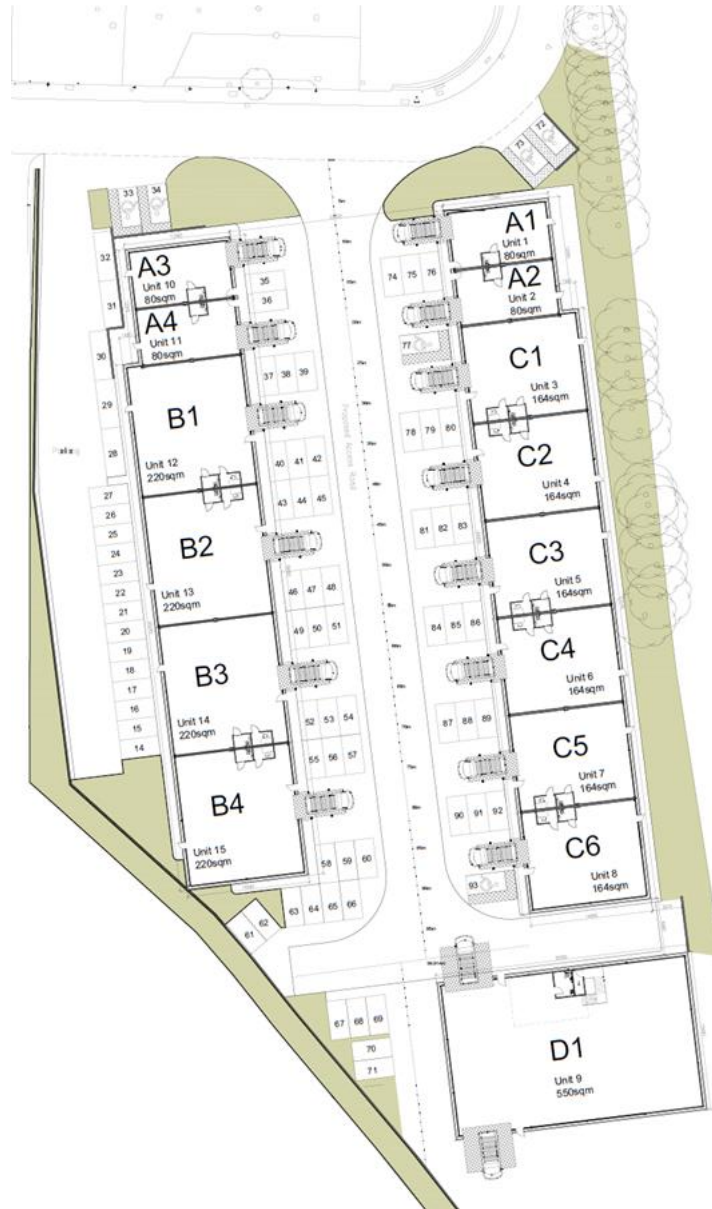 72
73
33
34
A1
Unit 1
80sqm
32
A3
Unit 10
80sqm
35
36
74 75 76
A2
Unit 2
80sqm
31
A4
Unit 11
80sqm
30
77
C1
Unit 3
164sqm
37 38 39
29
B1
Unit 12
220sqm
78 79 80
28
C2
Unit 4
164sqm
Proposed Access Road
40 41 42
43 44 45
27
26
25
24
23
22
21
20
19
18
17
16
15
14
B2
Unit 13
220sqm
81 82 83
C3
Unit 5
164sqm
46 47 48
49 50 51
84 85 86
C4
Unit 6
164sqm
B3
Unit 14
220sqm
52 53 54
55 56 57
87 88 89
C5
Unit 7
164sqm
B4
Unit 15
220sqm
90 91 92
C6
Unit 8
164sqm
58 59 60
93
61 62
63 64 65 66
67 68 69
70
71
D1
Unit 9
550sqm